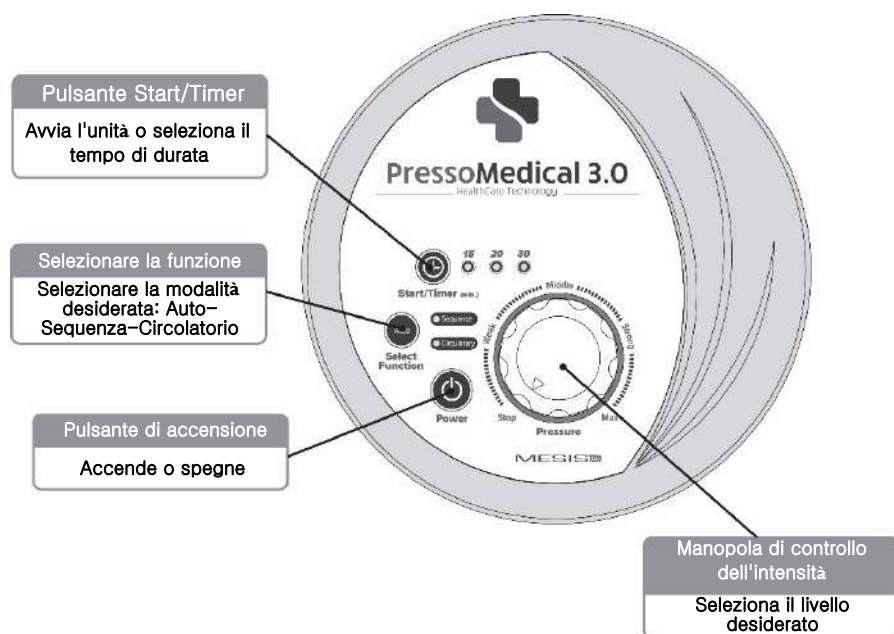 Pulsante Start/Timer
Avvia l'unità o seleziona il
tempo di durata
PressoMedical 3.0
HealthCare Technology
Selezionare la funzione
Selezionare la modalità
desiderata: Auto-
Sequenza-Circolatorio
15 20 30
Start/Timer (min.)
Sequence
Select
Function
Power
Middle
Weak
Strong
Stop
Max
Pressure
MESIS
Pulsante di accensione
Accende o spegne
Manopola di controllo
dell'intensità
Seleziona il livello
desiderato